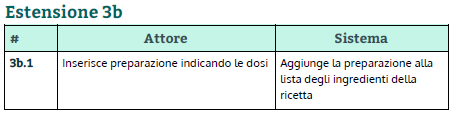 Estensione 3b
# Attore Sistema
3b.1 Inserisce preparazione indicando le dosi Aggiunge la preparazione alla
lista degli ingredienti della
ricetta